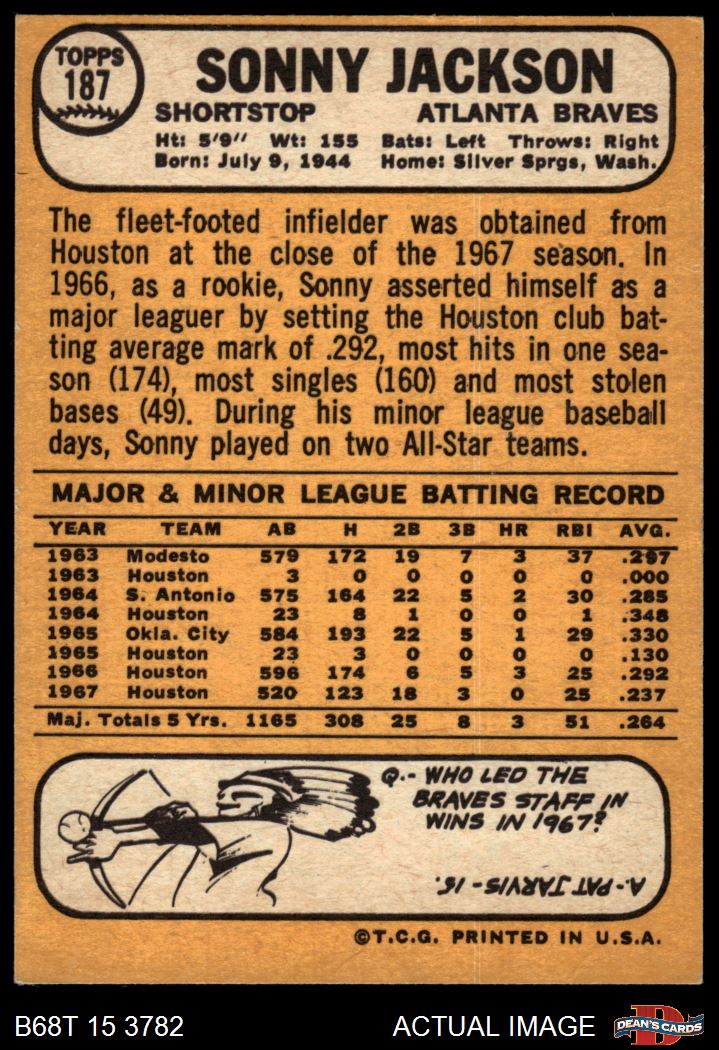 TOPPS
187
SONNY JACKSON
SHORTSTOP ATLANTA BRAVES
Ht: 5'9" Wt: 155 Bats: Left Throws: Right
Born: July 9, 1944 Home: Silver Sprgs, Wash.
The fleet-footed infielder was obtained from
Houston at the close of the 1967 season. In
1966, as a rookie, Sonny asserted himself as a
major leaguer by setting the Houston club bat-
ting average mark of .292, most hits in one sea-
son (174), most singles (160) and most stolen
bases (49). During his minor league baseball
days, Sonny played on two All-Star teams.
MAJOR & MINOR LEAGUE BATTING RECORD
YEAR TEAM AB H 2B 3B HR RBI AVG.
1963 Modesto 579 172 19 7 3 37 .297
1963 Houston 3 0 0 0 0 0 .000
1964 S. Antonio 575 164 22 5 2 30 .285
1964 Houston 23 8 1 0 0 1 .348
1965 Okla. City 584 193 22 5 1 29 .330
1965 Houston 23 3 0 0 0 0 .130
1966 Houston 596 174 6 5 3 25 .292
1967 Houston 520 123 18 3 0 25 .237
Maj. Totals 5 Yrs. 1165 308 25 8 3 51 .264
Q.- WHO LED THE
BRAVES STAFF IN
WINS IN 1967?
A.- PAT JARVIS - 15.
©T.C.G. PRINTED IN U.S.A.
B68T 15 3782 ACTUAL IMAGE D DEAN'S CARDS